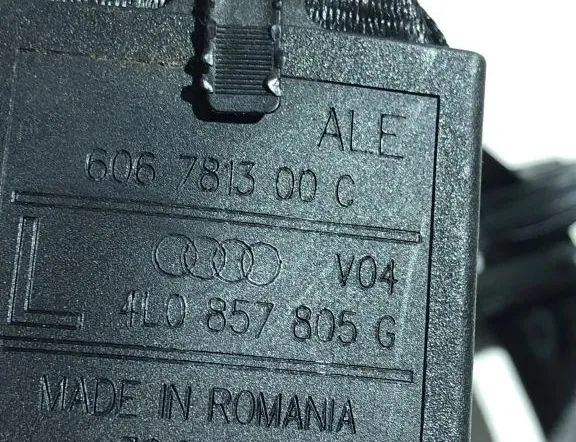 ALE
606 7813 00 C
L
V04
4L0 857 805 G
MADE IN ROMANIA